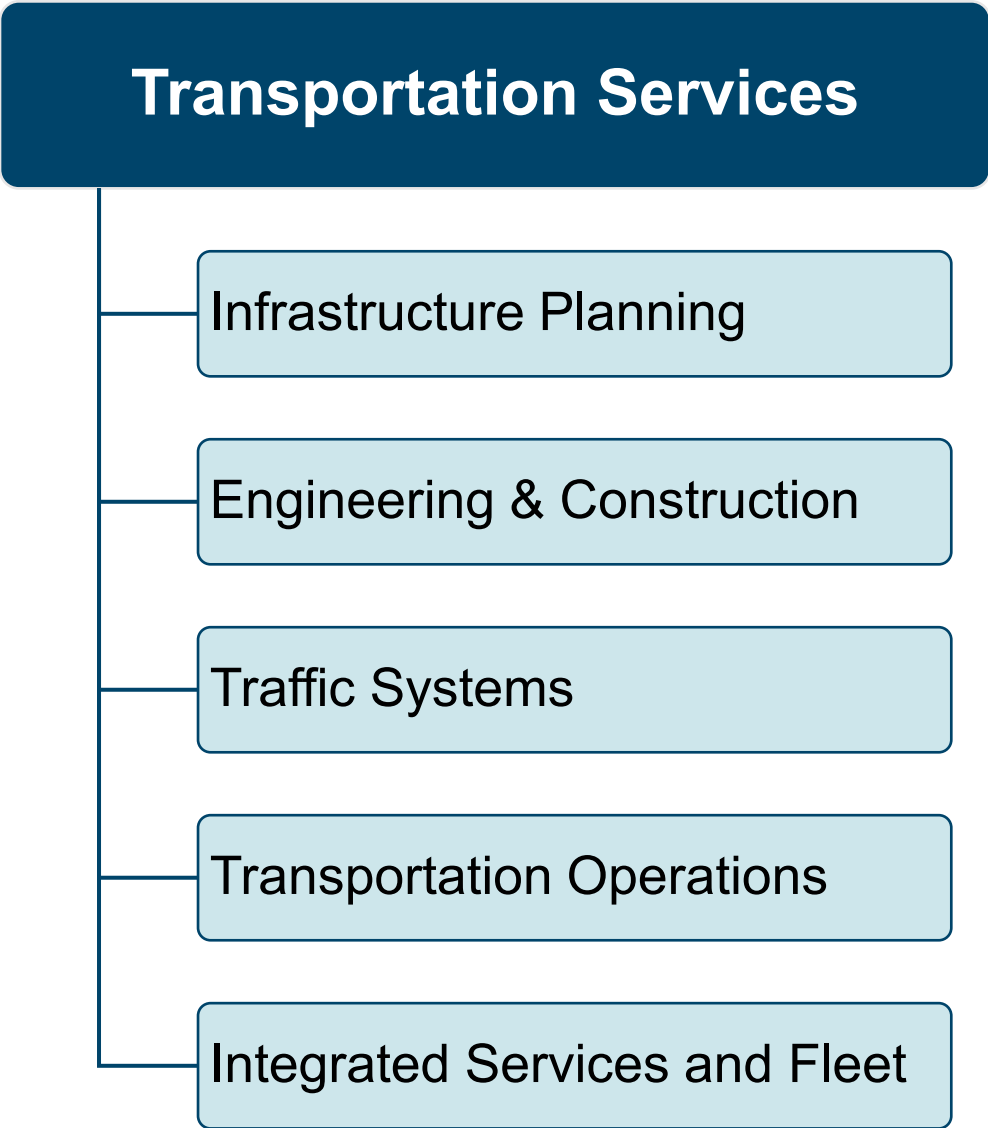 Transportation Services
Infrastructure Planning
Engineering & Construction
Traffic Systems
Transportation Operations
Integrated Services and Fleet